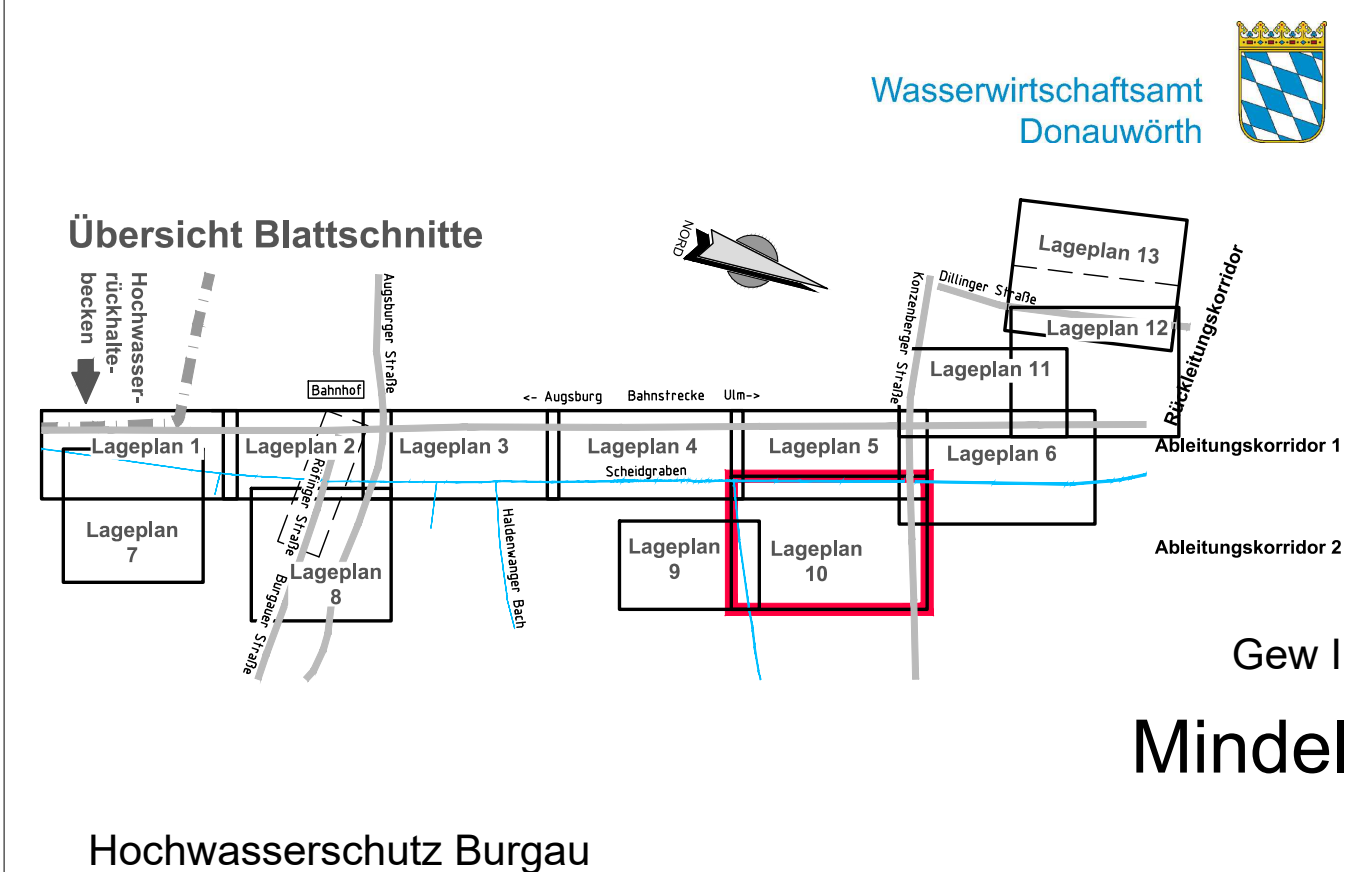 Wasserwirtschaftsamt
Donauwörth
Übersicht Blattschnitte
NORD
Hochwasser-
rückhalte-
becken
Augsburger Straße
Bahnhof
<- Augsburg Bahnstrecke Ulm->
Konzenberger Straße
Dillinger Straße
Lageplan 13
Lageplan 12
Lageplan 11
Rückleitungskorridor
Lageplan 1
Lageplan 2
Lageplan 3
Lageplan 4
Lageplan 5
Lageplan 6
Ableitungskorridor 1
Scheidgraben
Röfinger Straße
Haldenwanger Bach
Lageplan
7
Lageplan
8
Burgauer Straße
Lageplan
9
Lageplan
10
Ableitungskorridor 2
Gew I
Mindel
Hochwasserschutz Burgau